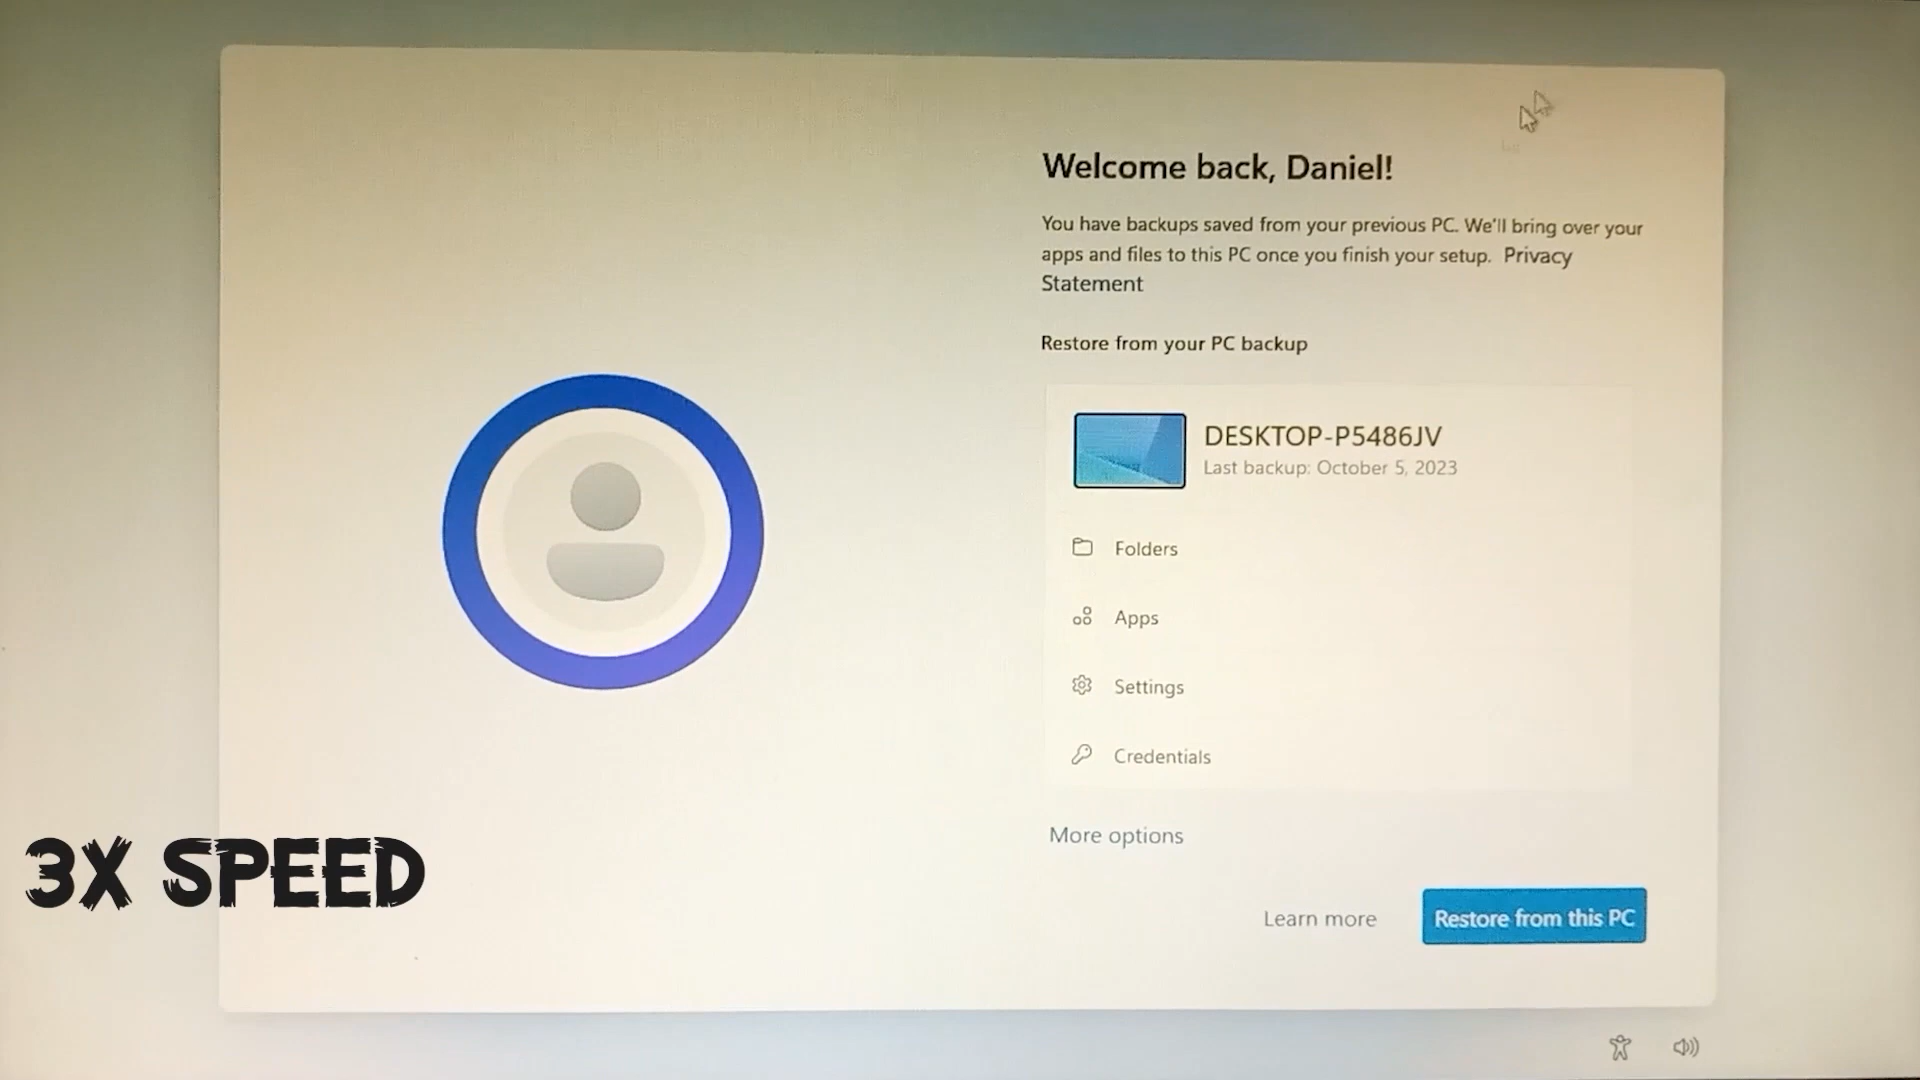 Welcome back, Daniel!
You have backups saved from your previous PC. We'll bring over your
apps and files to this PC once you finish your setup. Privacy
Statement
Restore from your PC backup
DESKTOP-P5486JV
Last backup: October 5, 2023
Folders
Apps
Settings
Credentials
More options
3X SPEED
Learn more
Restore from this PC